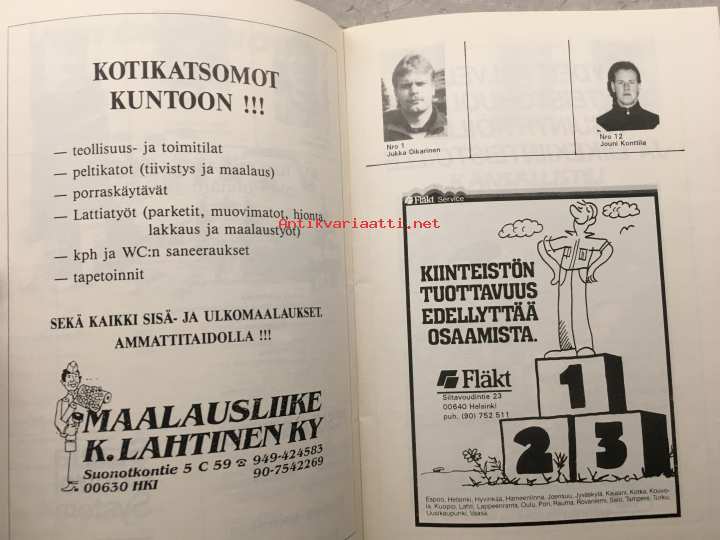 KOTIKATSOMOT
KUNTOON !!!
— teollisuus- ja toimitilat
— peltikatot (tiivistys ja maalaus)
— porraskäytävät
— Lattiatyöt (parketit, muovimatot, hionta,
lakkaus ja maalaustyöt)
— kph ja WC:n saneeraukset
— tapetoinnit
SEKÄ KAIKKI SISÄ- JA ULKOMAALAUKSET.
AMMATTITAIDOLLA !!!
MAALAUSLIIKE
K. LAHTINEN KY
Suonotkontie 5 C 59 ☎ 949-424583
00630 HKI 90-7542269
Nro 1
Jukka Oikarinen
Nro 12
Jouni Konttila
Fläkt Service
KIINTEISTÖN
TUOTTAVUUS
EDELLYTTÄÄ
OSAAMISTA.
Fläkt
Siltavoudintie 23
00640 Helsinki
puh. (90) 752 511
1
2 3
Espoo, Helsinki, Hyvinkää, Hämeenlinna, Joensuu, Jyväskylä, Kajaani, Kotka, Kouvo-
la, Kuopio, Lahti, Lappeenranta, Oulu, Pori, Rauma, Rovaniemi, Salo, Tampere, Turku,
Uusikaupunki, Vaasa.
Antikvariaatti.net